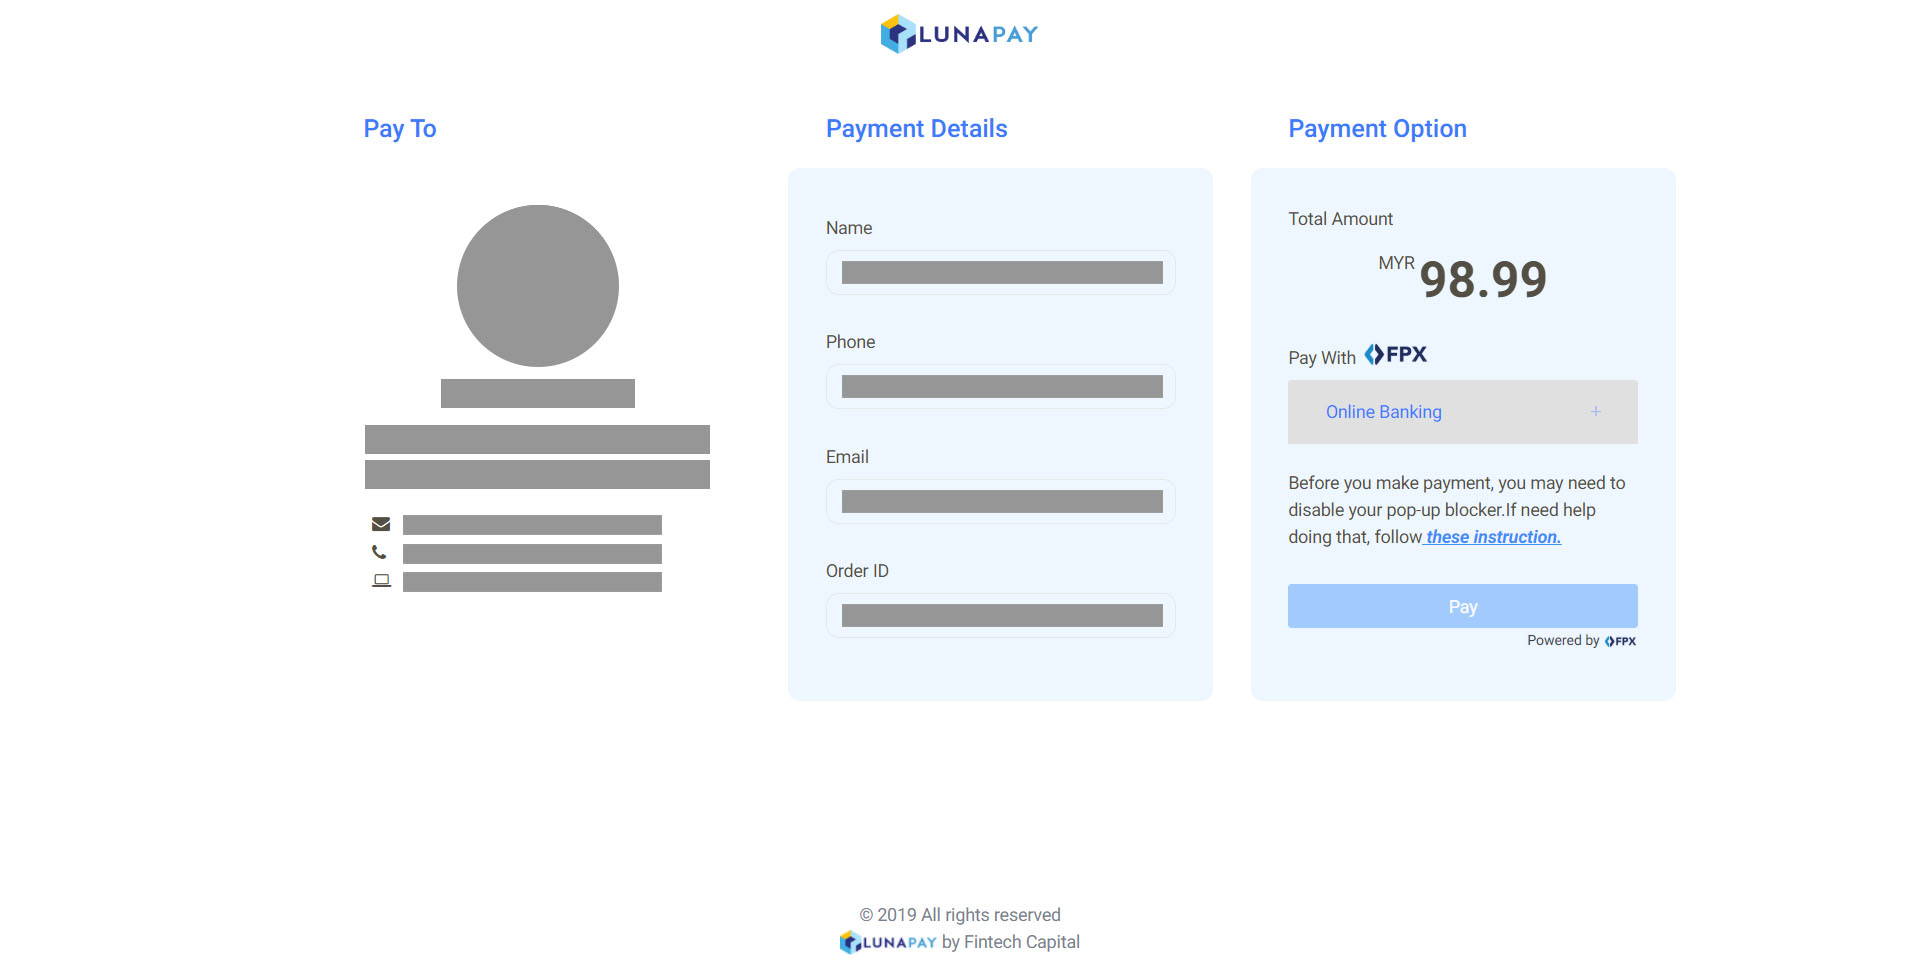 LUNAPAY
Pay To
Payment Details
Name
Phone
Email
Order ID
Payment Option
Total Amount
MYR 98.99
Pay With FPX
Online Banking +
Before you make payment, you may need to
disable your pop-up blocker.If need help
doing that, follow these instruction.
Pay
Powered by FPX
© 2019 All rights reserved
LUNAPAY by Fintech Capital